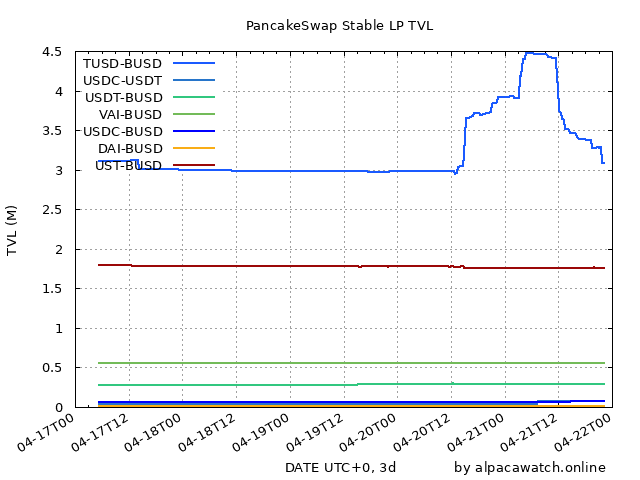 PancakeSwap Stable LP TVL
TVL (M)
4.5
4
3.5
3
2.5
2
1.5
1
0.5
0
TUSD-BUSD
USDC-USDT
USDT-BUSD
VAI-BUSD
USDC-BUSD
DAI-BUSD
UST-BUSD
04-17T00
04-17T12
04-18T00
04-18T12
04-19T00
04-19T12
04-20T00
04-20T12
04-21T00
04-21T12
04-22T00
DATE UTC+0, 3d
by alpacawatch.online